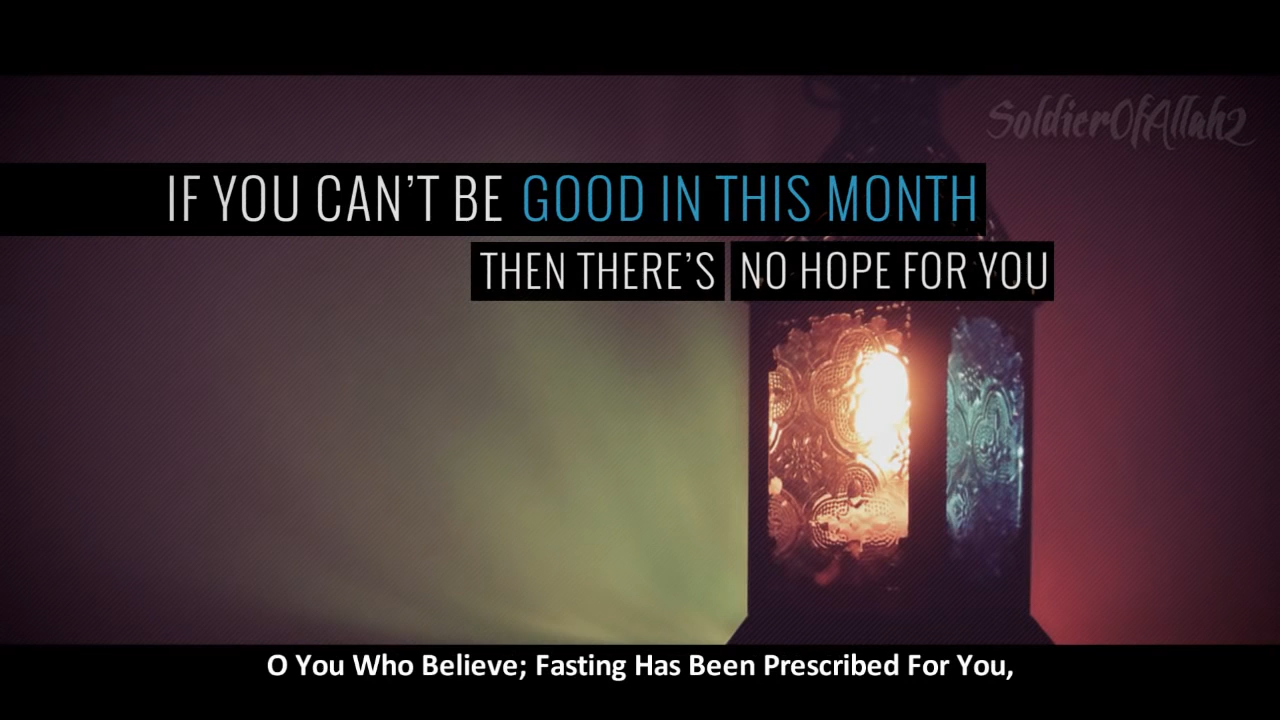 SoldierOfAllah2
IF YOU CAN'T BE GOOD IN THIS MONTH
THEN THERE'S NO HOPE FOR YOU
O You Who Believe; Fasting Has Been Prescribed For You,